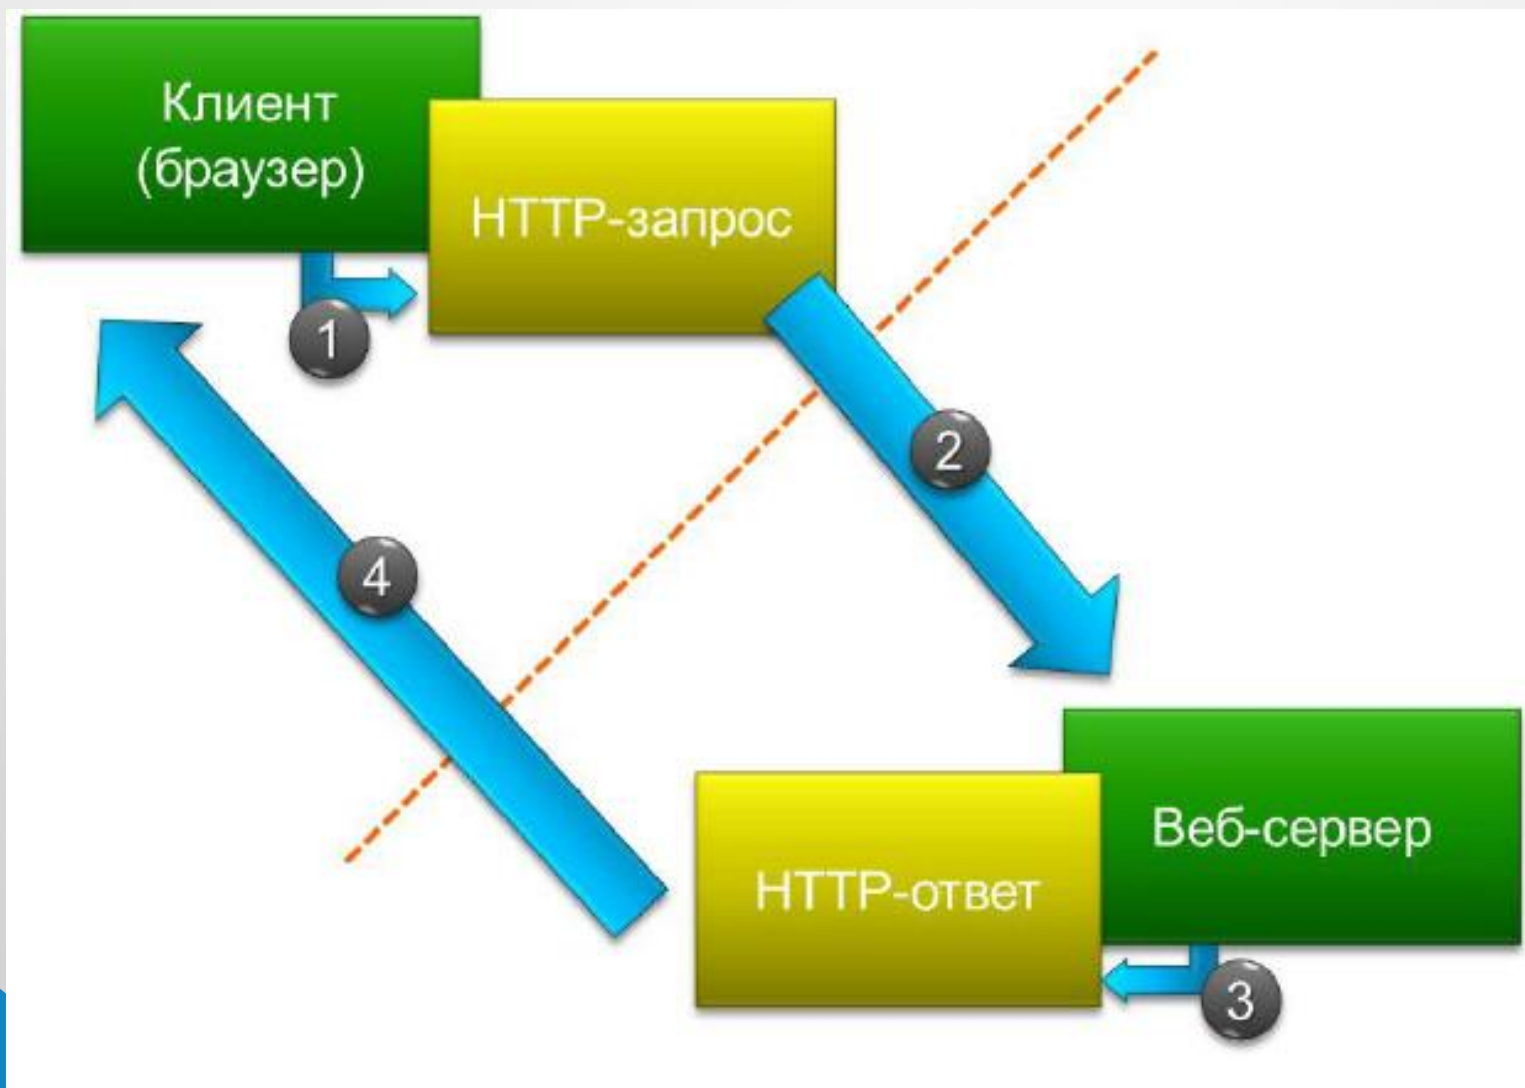 Клиент
(браузер)
HTTP-запрос
1
2
4
Веб-сервер
HTTP-ответ
3